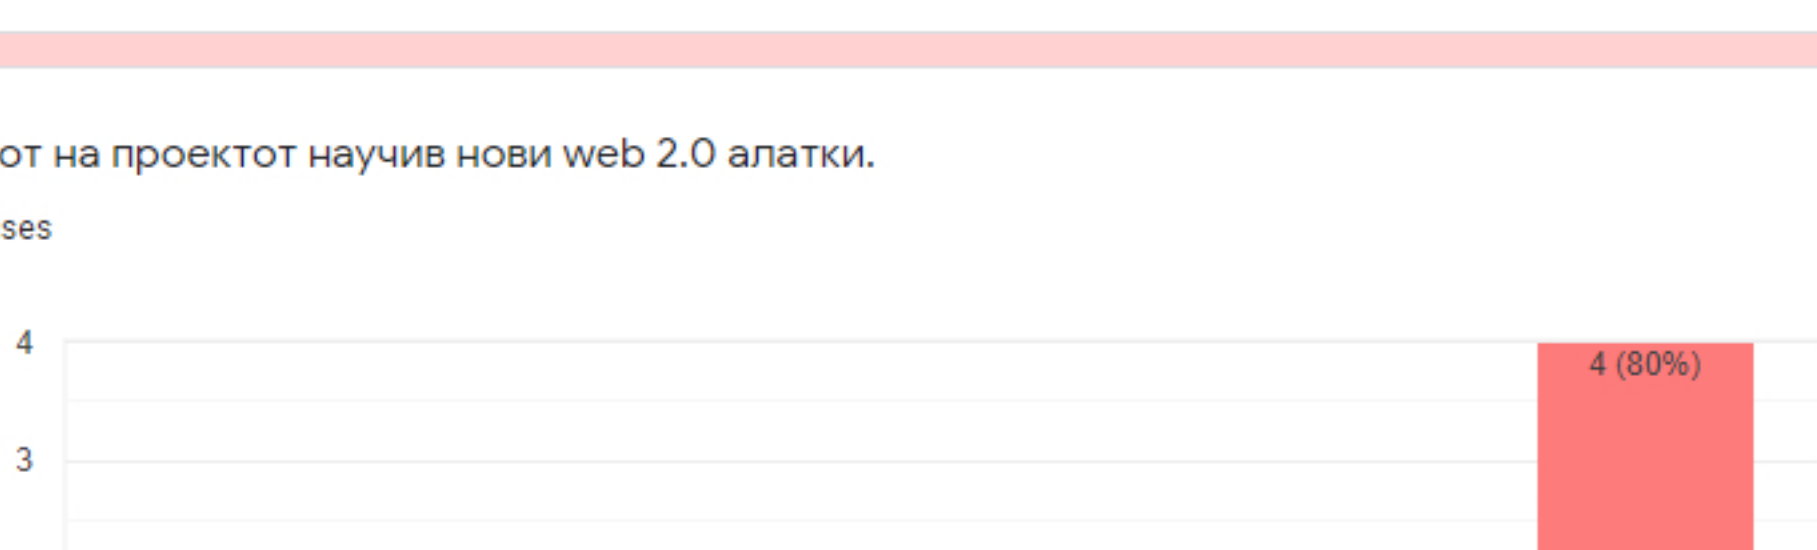 от на проектот научив нови web 2.0 алатки.
ses
4
4 (80%)
3